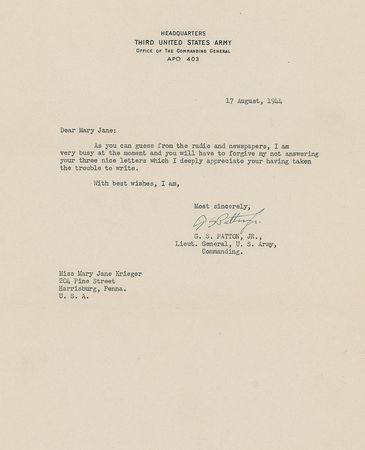 HEADQUARTERS
THIRD UNITED STATES ARMY
OFFICE OF THE COMMANDING GENERAL
APO 403
17 August, 1944
Dear Mary Jane:
As you can guess from the radio and newspapers, I am
very busy at the moment and you will have to forgive my not answering
your three nice letters which I deeply appreciate your having taken
the trouble to write.
With best wishes, I am,
Most sincerely,
G S Patton Jr.
G. S. PATTON, JR.,
Lieut. General, U. S. Army,
Commanding.
Miss Mary Jane Krieger
204 Pine Street
Harrisburg, Penna.
U. S. A.